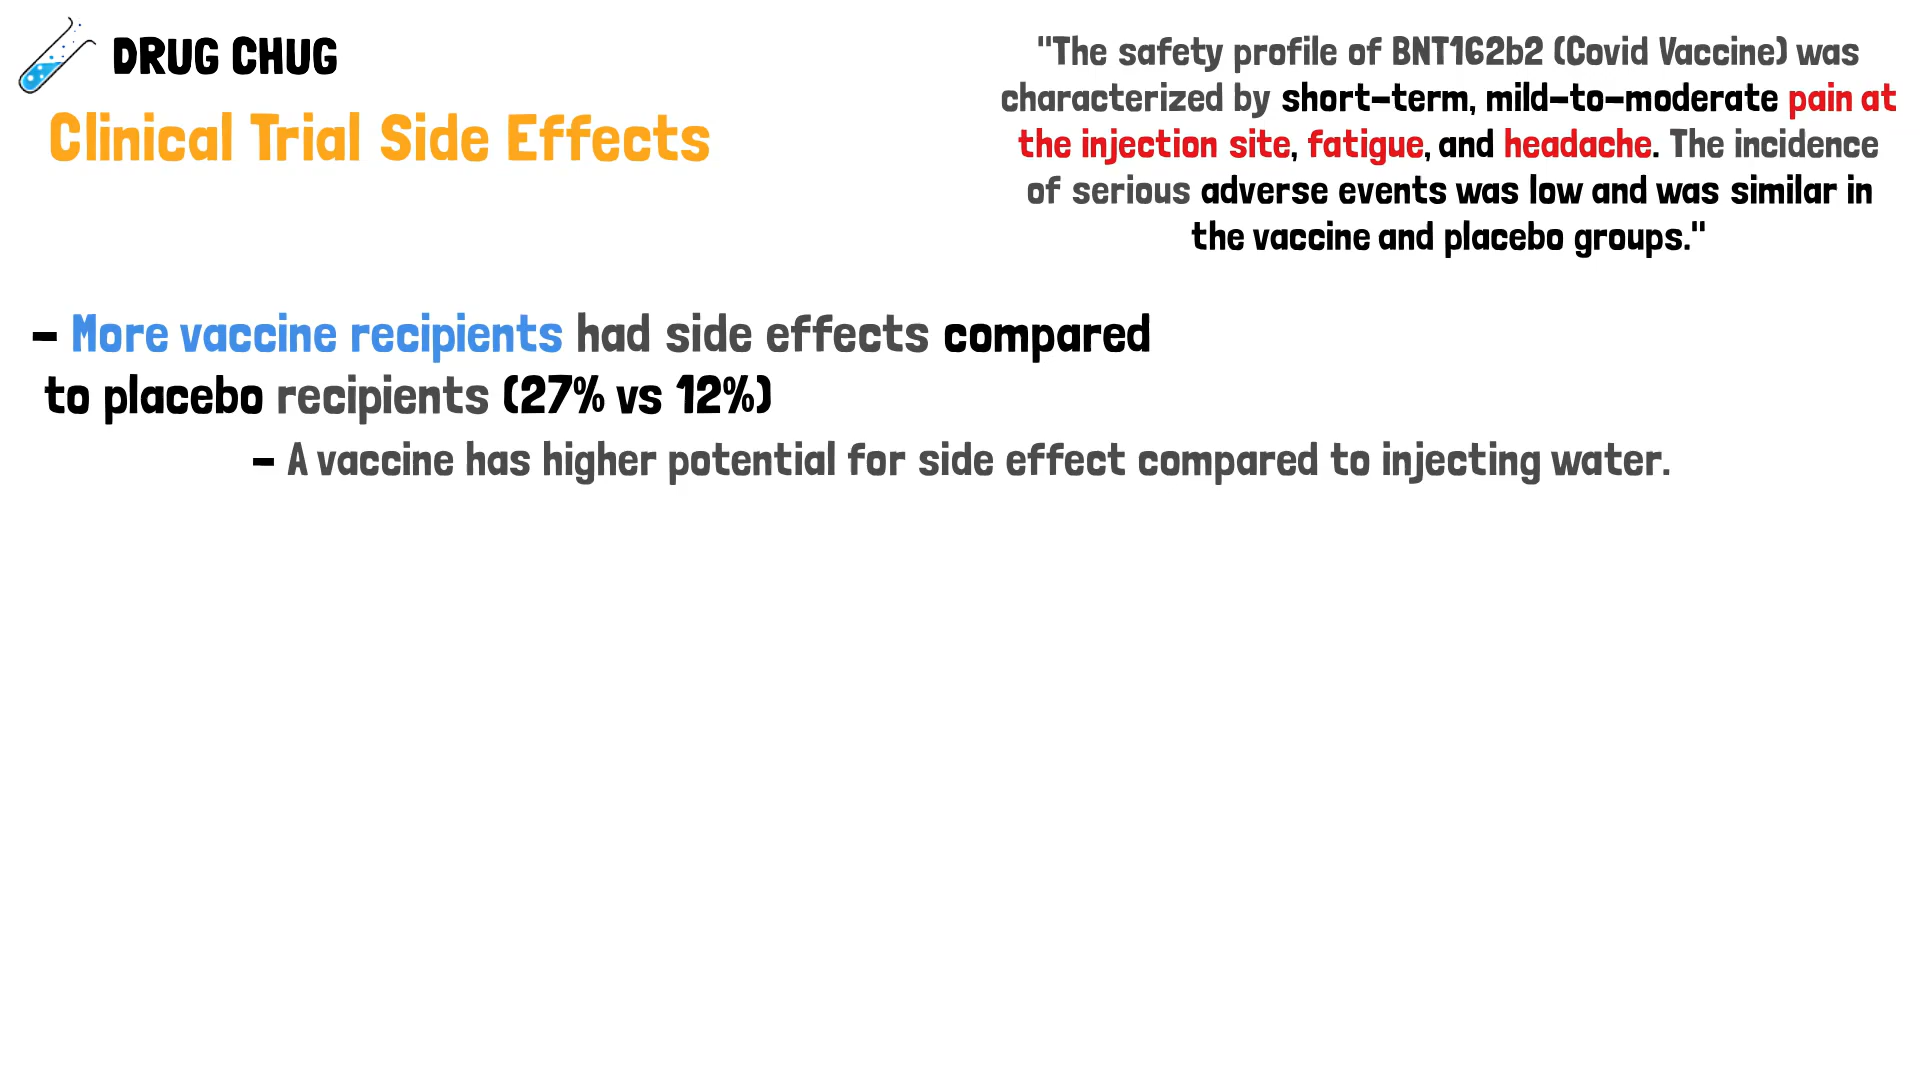 DRUG CHUG
Clinical Trial Side Effects
"The safety profile of BNT162b2 (Covid Vaccine) was
characterized by short-term, mild-to-moderate pain at
the injection site, fatigue, and headache. The incidence
of serious adverse events was low and was similar in
the vaccine and placebo groups."
- More vaccine recipients had side effects compared
to placebo recipients (27% vs 12%)
- A vaccine has higher potential for side effect compared to injecting water.